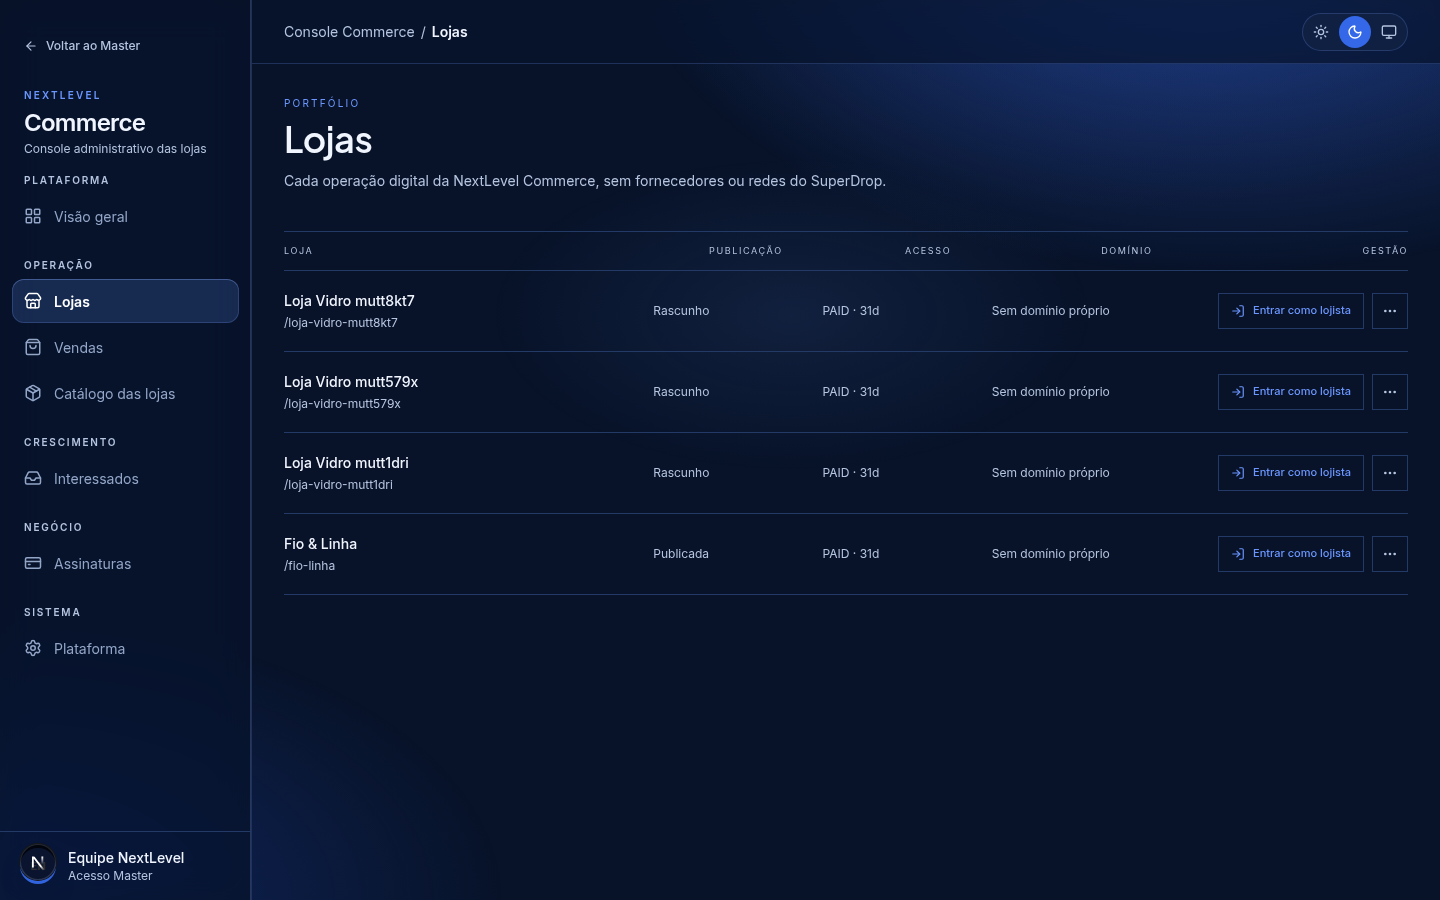 Voltar ao Master
NEXTLEVEL
Commerce
Console administrativo das lojas
PLATAFORMA
Visão geral
OPERAÇÃO
Lojas
Vendas
Catálogo das lojas
CRESCIMENTO
Interessados
NEGÓCIO
Assinaturas
SISTEMA
Plataforma
N
Equipe NextLevel
Acesso Master
Console Commerce / Lojas
PORTFÓLIO
Lojas
Cada operação digital da NextLevel Commerce, sem fornecedores ou redes do SuperDrop.
LOJA PUBLICAÇÃO ACESSO DOMÍNIO GESTÃO
Loja Vidro mutt8kt7
/loja-vidro-mutt8kt7
Rascunho PAID · 31d Sem domínio próprio Entrar como lojista
Loja Vidro mutt579x
/loja-vidro-mutt579x
Rascunho PAID · 31d Sem domínio próprio Entrar como lojista
Loja Vidro mutt1dri
/loja-vidro-mutt1dri
Rascunho PAID · 31d Sem domínio próprio Entrar como lojista
Fio & Linha
/fio-linha
Publicada PAID · 31d Sem domínio próprio Entrar como lojista